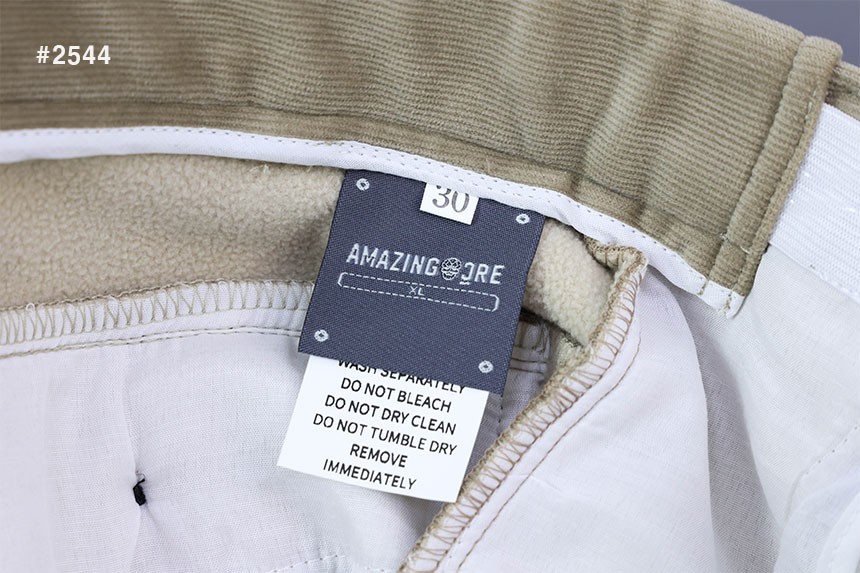 #2544
30
AMAZING CRE
XL
WASH SEPARATELY
DO NOT BLEACH
DO NOT DRY CLEAN
DO NOT TUMBLE DRY
REMOVE
IMMEDIATELY